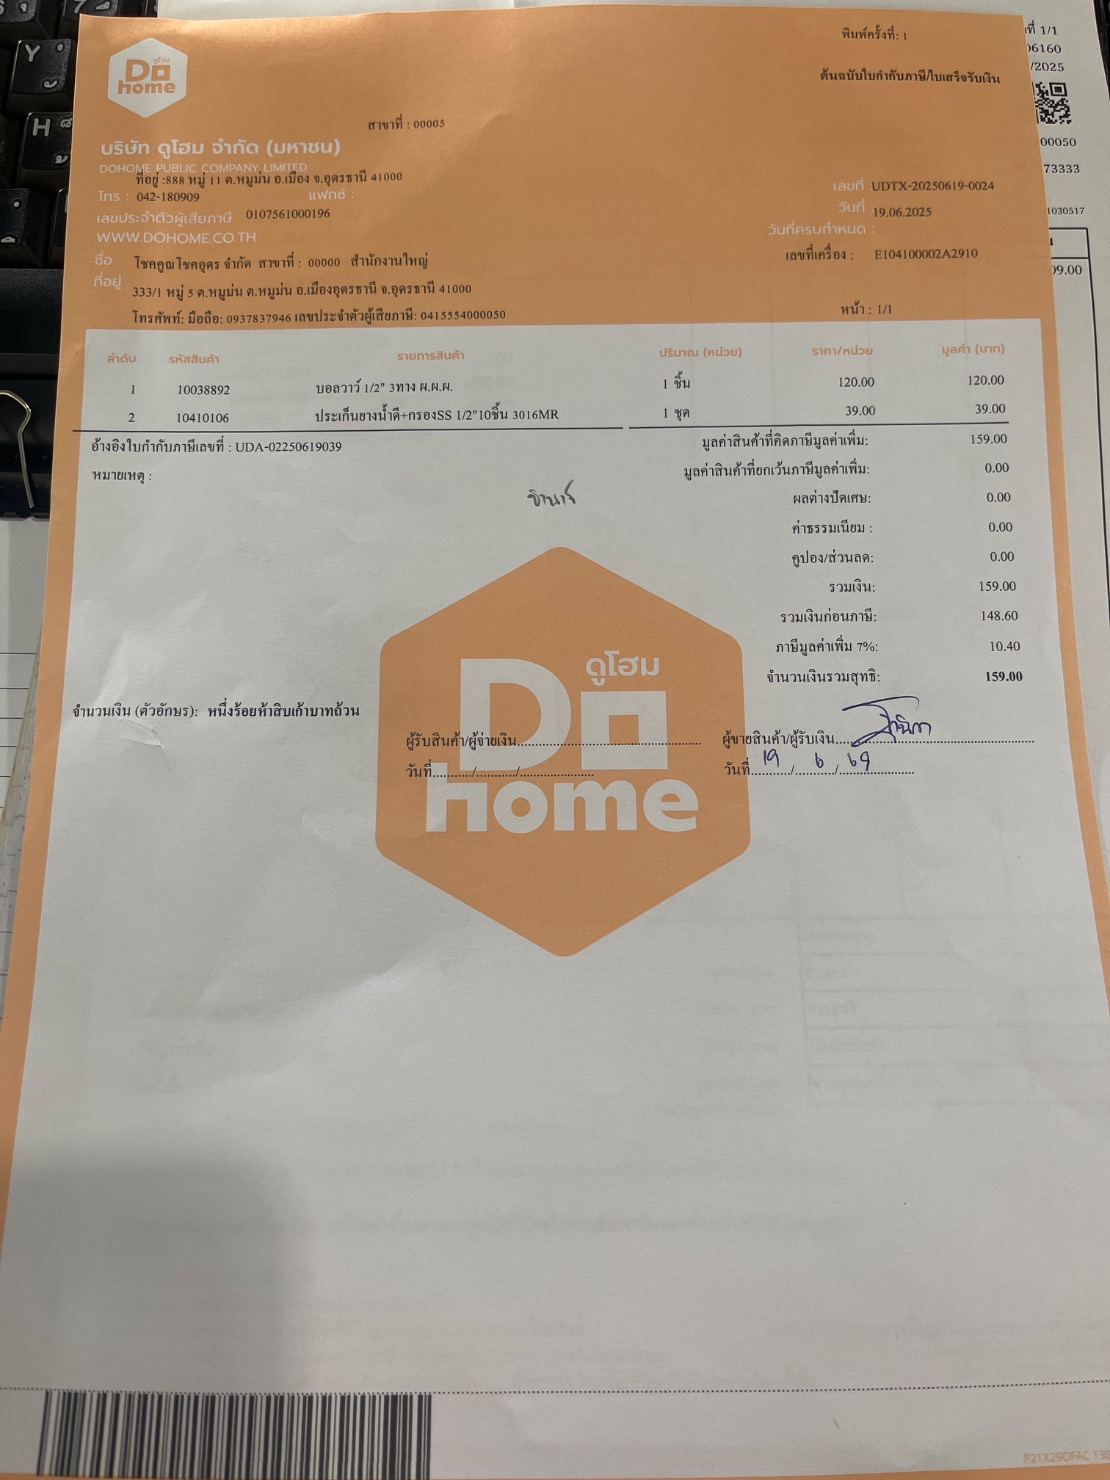 พิมพ์ครั้งที่: 1
ต้นฉบับใบกำกับภาษี/ใบเสร็จรับเงิน
ดูโฮม
Do
home
สาขาที่ : 00005
บริษัท ดูโฮม จำกัด (มหาชน)
DOHOME PUBLIC COMPANY LIMITED
ที่อยู่ :888 หมู่ 11 ต.หมูม่น อ.เมือง จ.อุดรธานี 41000
โทร : 042-180909 แฟกซ์ :
เลขประจำตัวผู้เสียภาษี 0107561000196
WWW.DOHOME.CO.TH
เลขที่ UDTX-20250619-0024
วันที่ 19.06.2025
วันที่ครบกำหนด :
เลขที่เครื่อง : E104100002A2910
ชื่อ โชคคูณโชคอุดร จำกัด สาขาที่ : 00000 สำนักงานใหญ่
ที่อยู่ 333/1 หมู่ 5 ต.หมูม่น ต.หมูม่น อ.เมืองอุดรธานี จ.อุดรธานี 41000
โทรศัพท์: มือถือ: 0937837946 เลขประจำตัวผู้เสียภาษี: 0415554000050
หน้า : 1/1
ลำดับ รหัสสินค้า รายการสินค้า ปริมาณ (หน่วย) ราคา/หน่วย มูลค่า (บาท)
1 10038892 บอลวาว์ 1/2" 3ทาง ผ.ผ.ผ. 1 ชิ้น 120.00 120.00
2 10410106 ประเก็นยางน้ำดี+กรองSS 1/2"10ชิ้น 3016MR 1 ชุด 39.00 39.00
อ้างอิงใบกำกับภาษีเลขที่ : UDA-02250619039
หมายเหตุ :
มูลค่าสินค้าที่คิดภาษีมูลค่าเพิ่ม: 159.00
มูลค่าสินค้าที่ยกเว้นภาษีมูลค่าเพิ่ม: 0.00
ผลต่างปัดเศษ: 0.00
ค่าธรรมเนียม : 0.00
คูปอง/ส่วนลด: 0.00
รวมเงิน: 159.00
รวมเงินก่อนภาษี: 148.60
ภาษีมูลค่าเพิ่ม 7%: 10.40
จำนวนเงินรวมสุทธิ: 159.00
ดูโฮม
Do
home
จำนวนเงิน (ตัวอักษร): หนึ่งร้อยห้าสิบเก้าบาทถ้วน
ผู้รับสินค้า/ผู้จ่ายเงิน
ผู้ขายสินค้า/ผู้รับเงิน
วันที่........../........../..........
วันที่ 19 / 6 / 69
ที่ 1/1
06160
/2025
00050
73333
1030517
09.00
Y
H